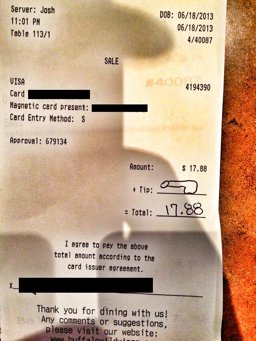 Server: Josh DOB: 06/18/2013
11:01 PM 06/18/2013
Table 113/1 4/40087
SALE
VISA 4194390
Card
Magnetic card present:
Card Entry Method: S
Approval: 679134
Amount: $ 17.88
+ Tip:
= Total: 17.88
I agree to pay the above
total amount according to the
card issuer agreement.
X
Thank you for dining with us!
Any comments or suggestions,
please visit our website: